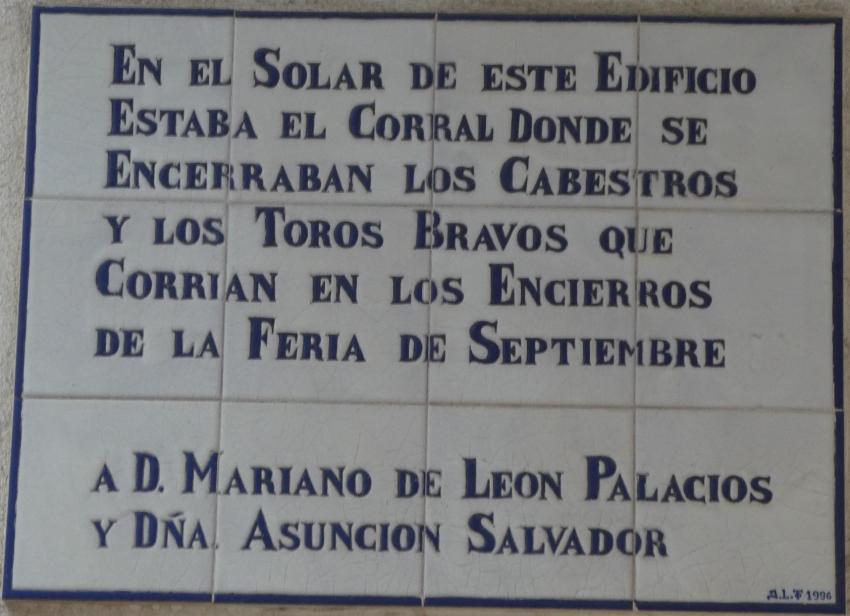 En el Solar de este Edificio
Estaba el Corral Donde se
Encerraban los Cabestros
y los Toros Bravos que
Corrian en los Encierros
de la Feria de Septiembre
a D. Mariano de Leon Palacios
y Dña. Asuncion Salvador
A.L.F 1996